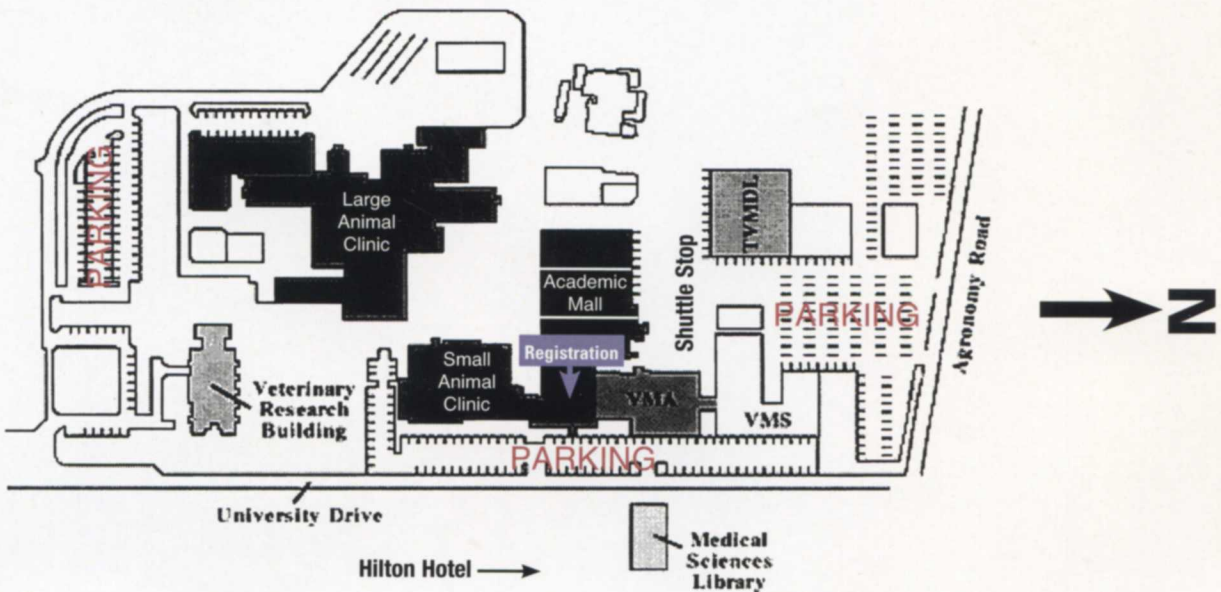 PARKING
Large
Animal
Clinic
Academic
Mall
Shuttle Stop
TVMDL
PARKING
Agronomy Road
N
Registration
Small
Animal
Clinic
VMA
VMS
Veterinary
Research
Building
PARKING
University Drive
Medical
Sciences
Library
Hilton Hotel